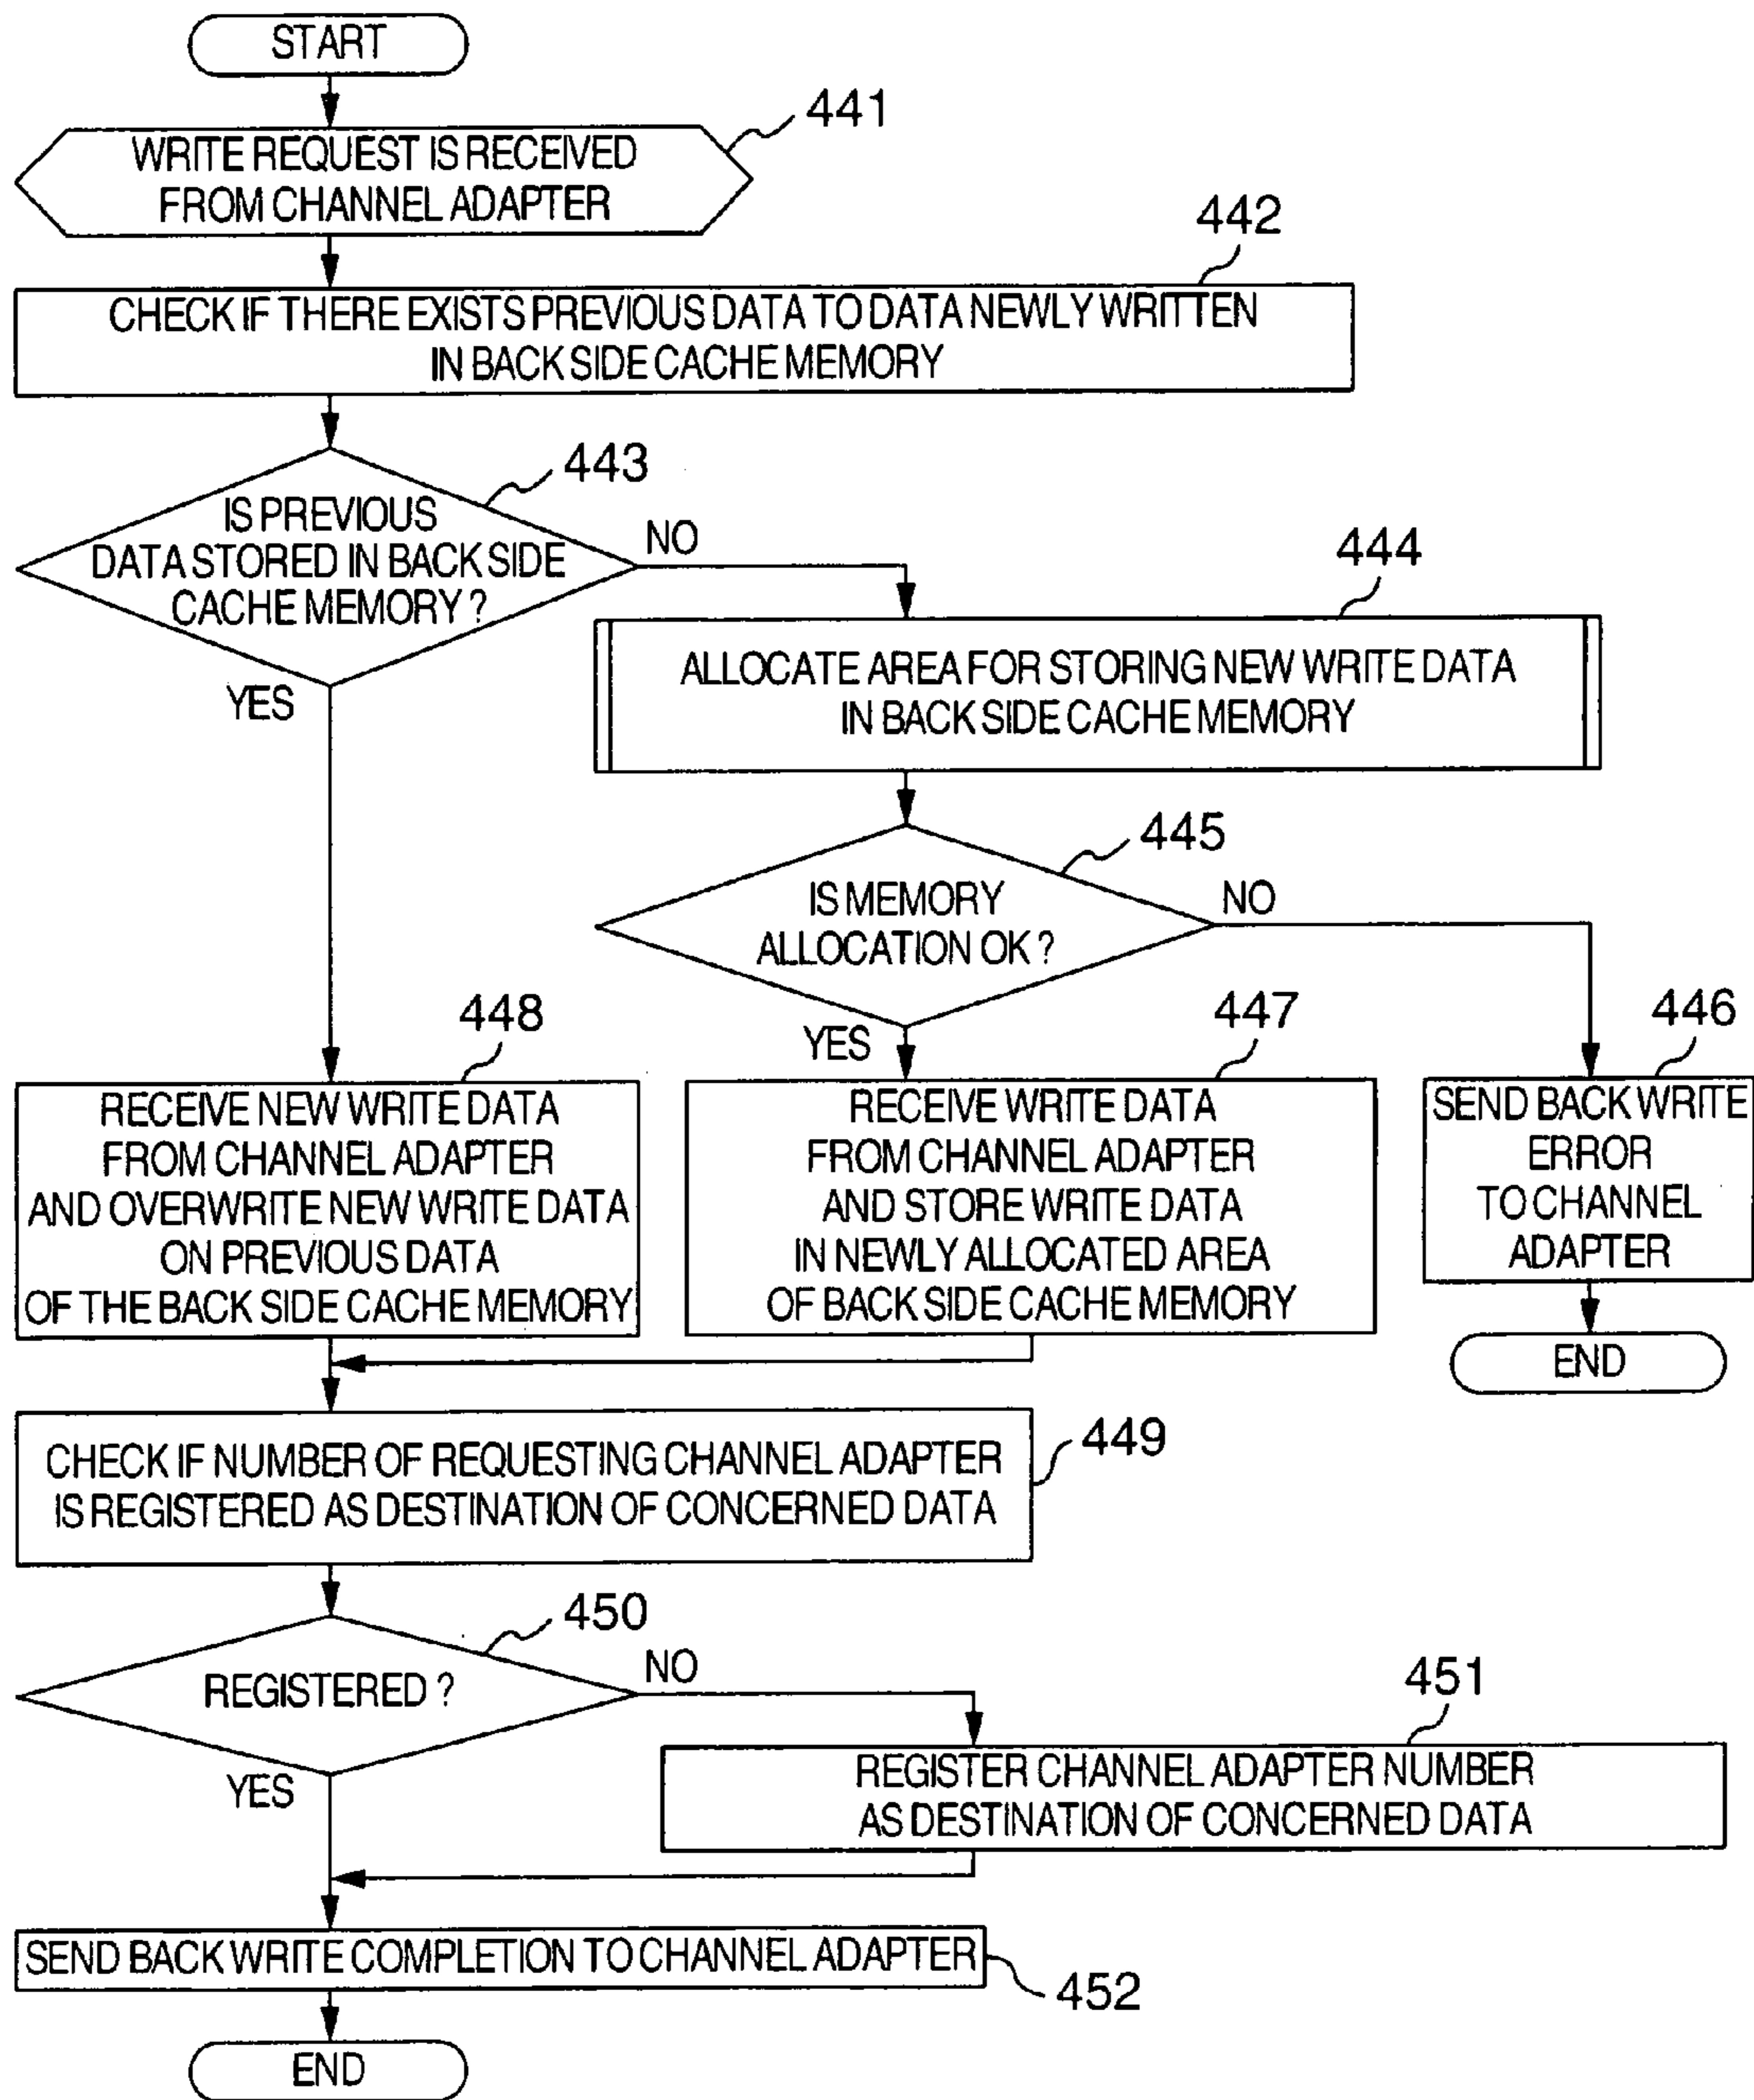 START
441
WRITE REQUEST IS RECEIVED
FROM CHANNEL ADAPTER
442
CHECK IF THERE EXISTS PREVIOUS DATA TO DATA NEWLY WRITTEN
IN BACK SIDE CACHE MEMORY
443
IS PREVIOUS
DATA STORED IN BACK SIDE
CACHE MEMORY ?
NO
YES
444
ALLOCATE AREA FOR STORING NEW WRITE DATA
IN BACK SIDE CACHE MEMORY
445
IS MEMORY
ALLOCATION OK ?
NO
YES
448
RECEIVE NEW WRITE DATA
FROM CHANNEL ADAPTER
AND OVERWRITE NEW WRITE DATA
ON PREVIOUS DATA
OF THE BACK SIDE CACHE MEMORY
447
RECEIVE WRITE DATA
FROM CHANNEL ADAPTER
AND STORE WRITE DATA
IN NEWLY ALLOCATED AREA
OF BACK SIDE CACHE MEMORY
446
SEND BACK WRITE
ERROR
TO CHANNEL
ADAPTER
END
449
CHECK IF NUMBER OF REQUESTING CHANNEL ADAPTER
IS REGISTERED AS DESTINATION OF CONCERNED DATA
450
REGISTERED ?
NO
YES
451
REGISTER CHANNEL ADAPTER NUMBER
AS DESTINATION OF CONCERNED DATA
SEND BACK WRITE COMPLETION TO CHANNEL ADAPTER
452
END